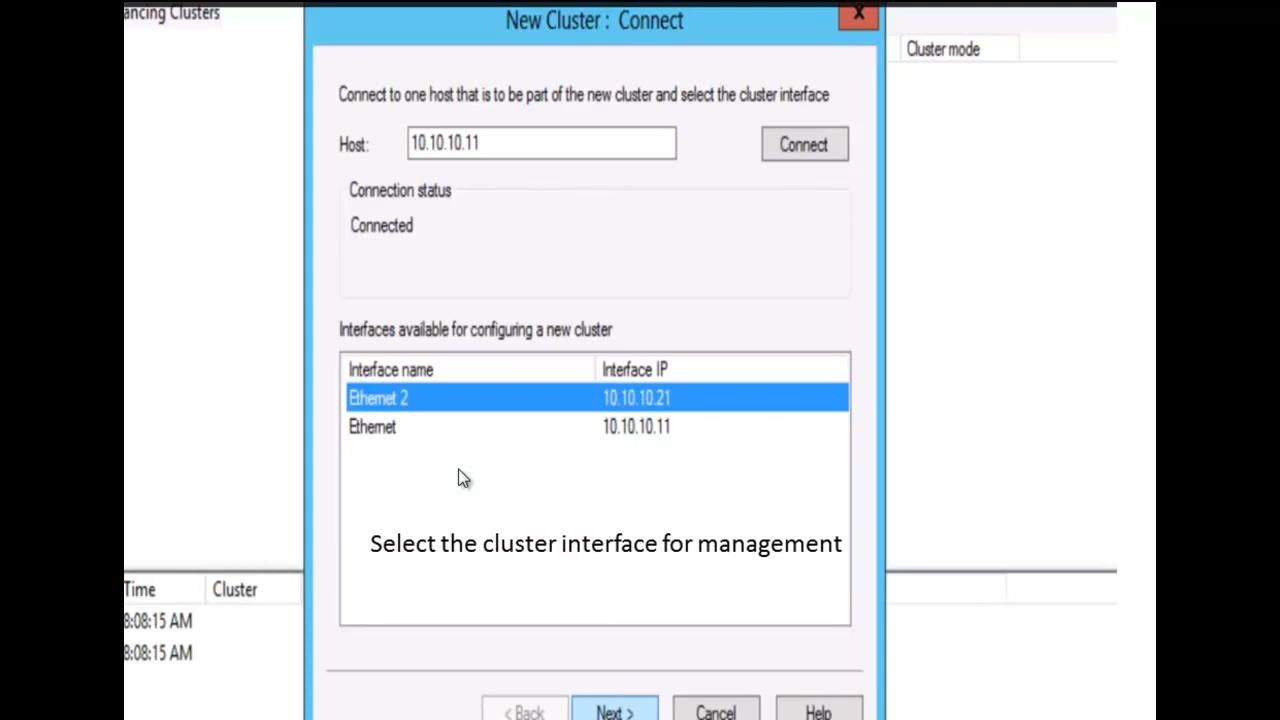 ancing Clusters
New Cluster : Connect
X
Cluster mode
Connect to one host that is to be part of the new cluster and select the cluster interface
Host: 10.10.10.11 Connect
Connection status
Connected
Interfaces available for configuring a new cluster
Interface name Interface IP
Ethernet 2 10.10.10.21
Ethernet 10.10.10.11
Select the cluster interface for management
Time Cluster
8:08:15 AM
8:08:15 AM
< Back Next > Cancel Help